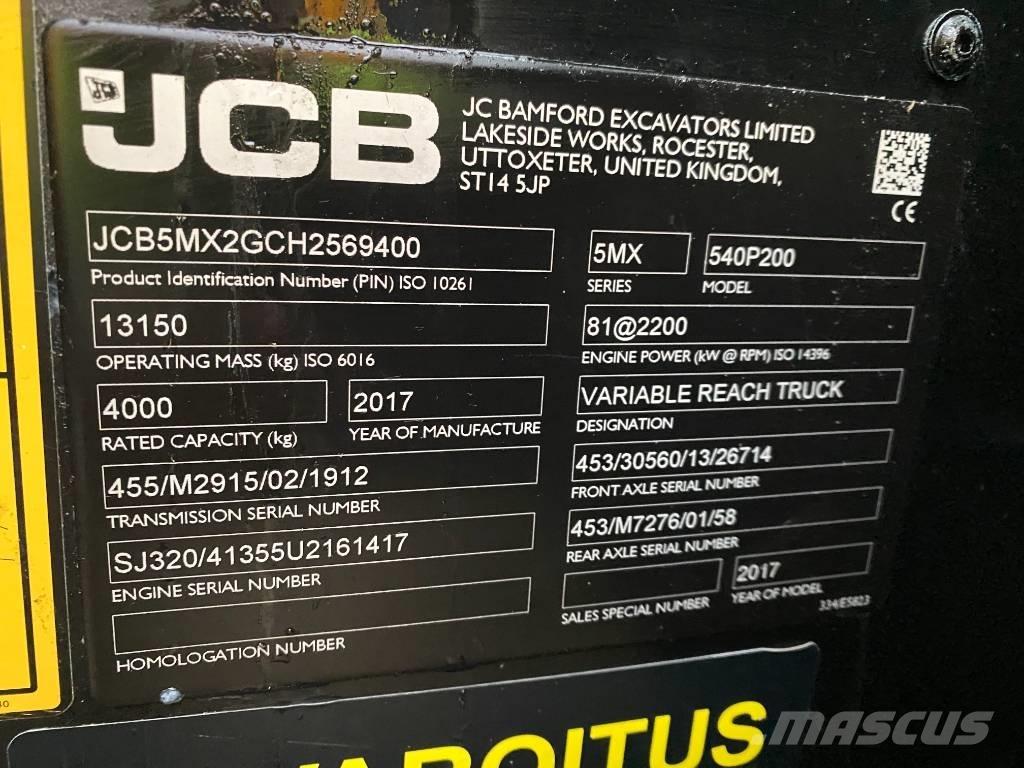 JCB
JC BAMFORD EXCAVATORS LIMITED
LAKESIDE WORKS, ROCESTER,
UTTOXETER, UNITED KINGDOM,
ST14 5JP
CE
JCB5MX2GCH2569400
Product Identification Number (PIN) ISO 10261
5MX
SERIES
540P200
MODEL
13150
OPERATING MASS (kg) ISO 6016
81@2200
ENGINE POWER (kW @ RPM) ISO 14396
4000
RATED CAPACITY (kg)
2017
YEAR OF MANUFACTURE
VARIABLE REACH TRUCK
DESIGNATION
455/M2915/02/1912
TRANSMISSION SERIAL NUMBER
453/30560/13/26714
FRONT AXLE SERIAL NUMBER
SJ320/41355U2161417
ENGINE SERIAL NUMBER
453/M7276/01/58
REAR AXLE SERIAL NUMBER
HOMOLOGATION NUMBER
SALES SPECIAL NUMBER
2017
YEAR OF MODEL
334/E5823
VAROITUS
MASCUS